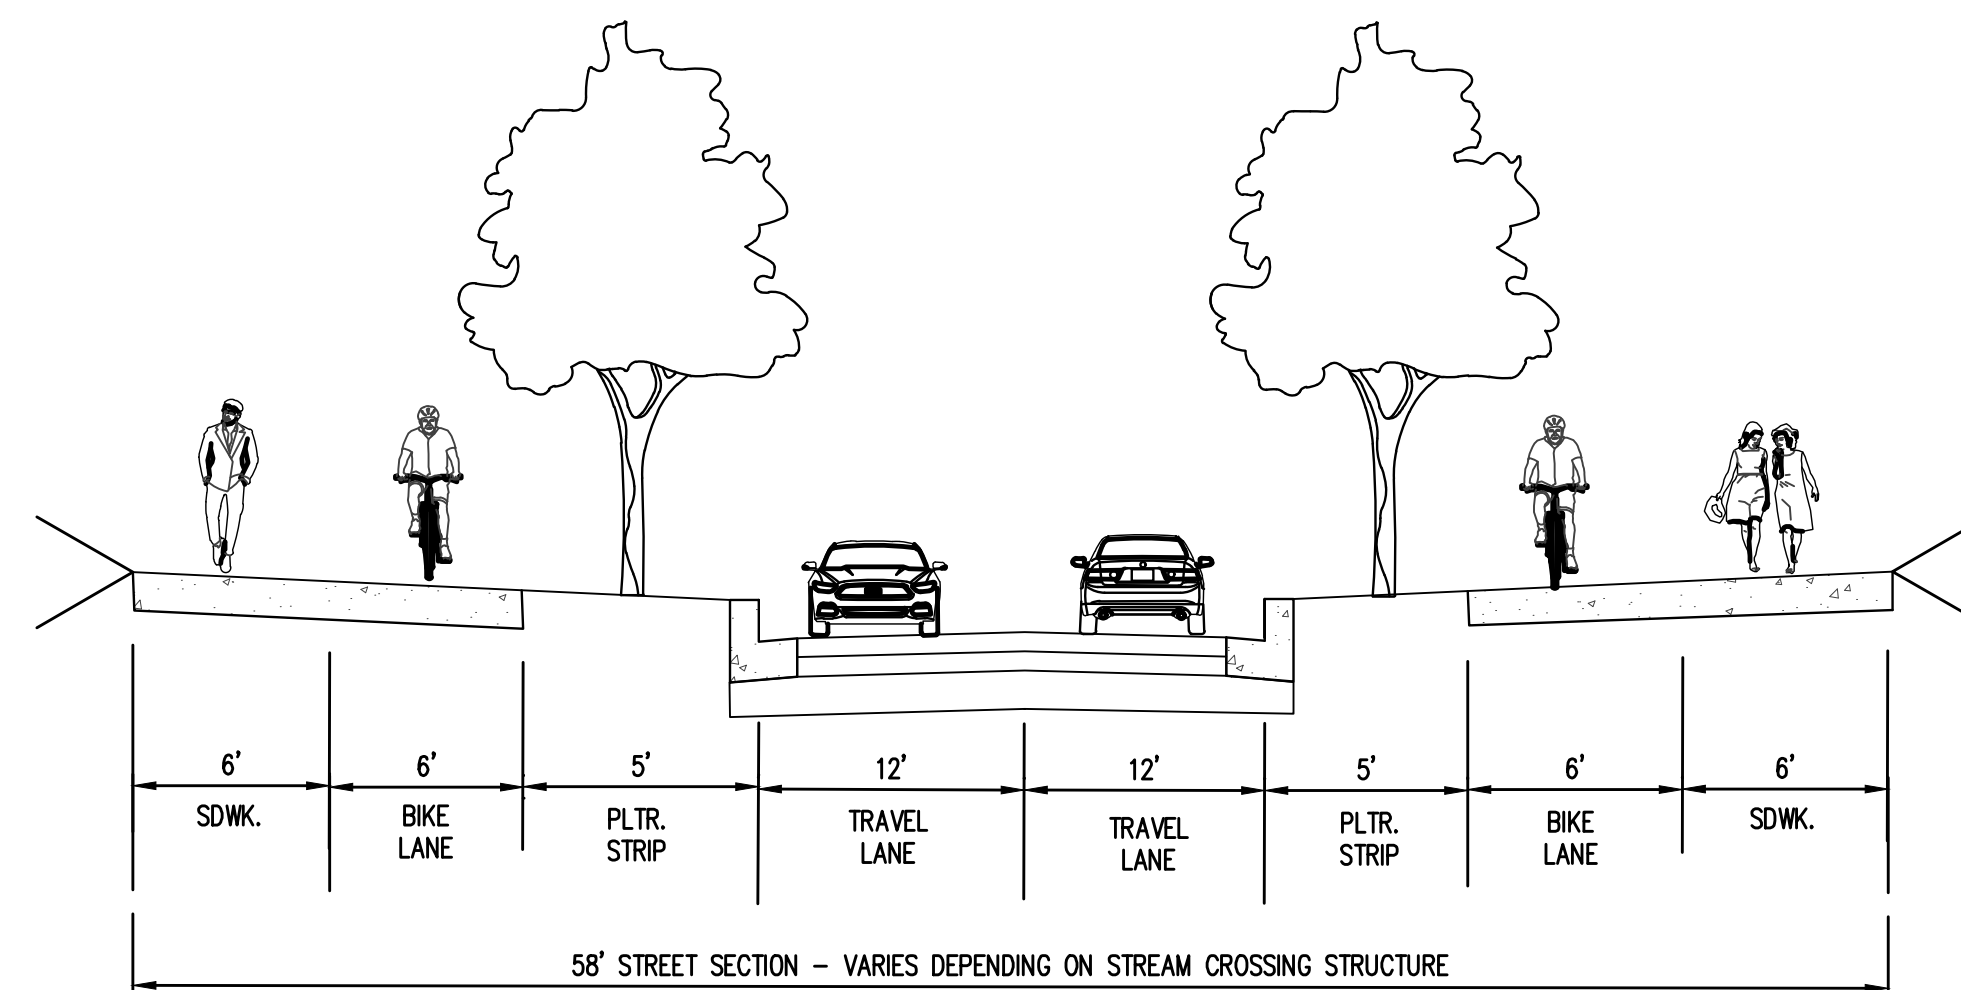 6' 6' 5' 12' 12' 5' 6' 6'
SDWK. BIKE LANE PLTR. STRIP TRAVEL LANE TRAVEL LANE PLTR. STRIP BIKE LANE SDWK.
58' STREET SECTION – VARIES DEPENDING ON STREAM CROSSING STRUCTURE